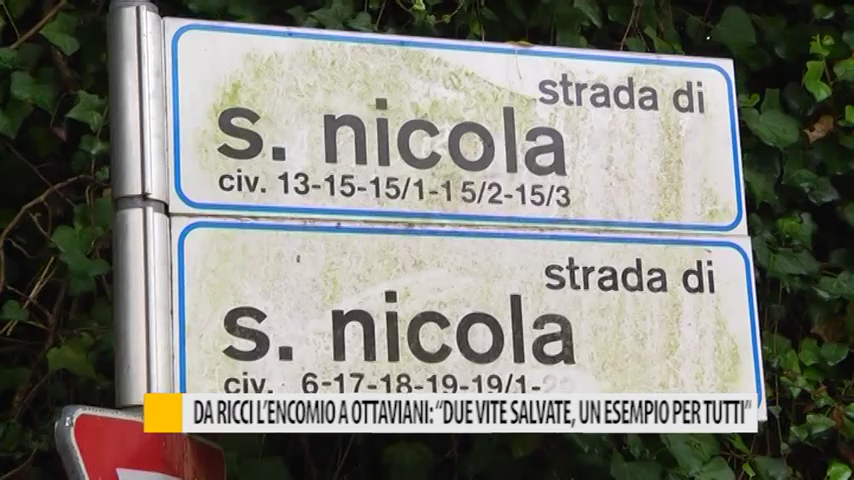 strada di
s. nicola
civ. 13-15-15/1-15/2-15/3
strada di
s. nicola
civ. 6-17-18-19-19/1-
DA RICCI L'ENCOMIO A OTTAVIANI: “DUE VITE SALVATE, UN ESEMPIO PER TUTTI”